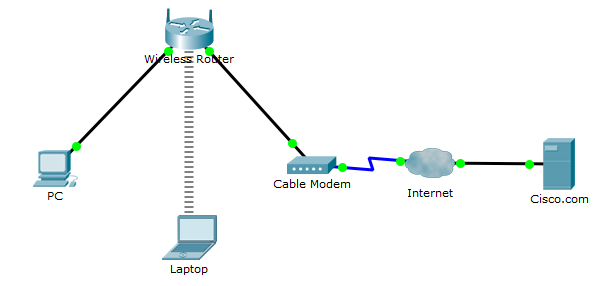 Wireless Router
PC
Cable Modem
Internet
Cisco.com
Laptop